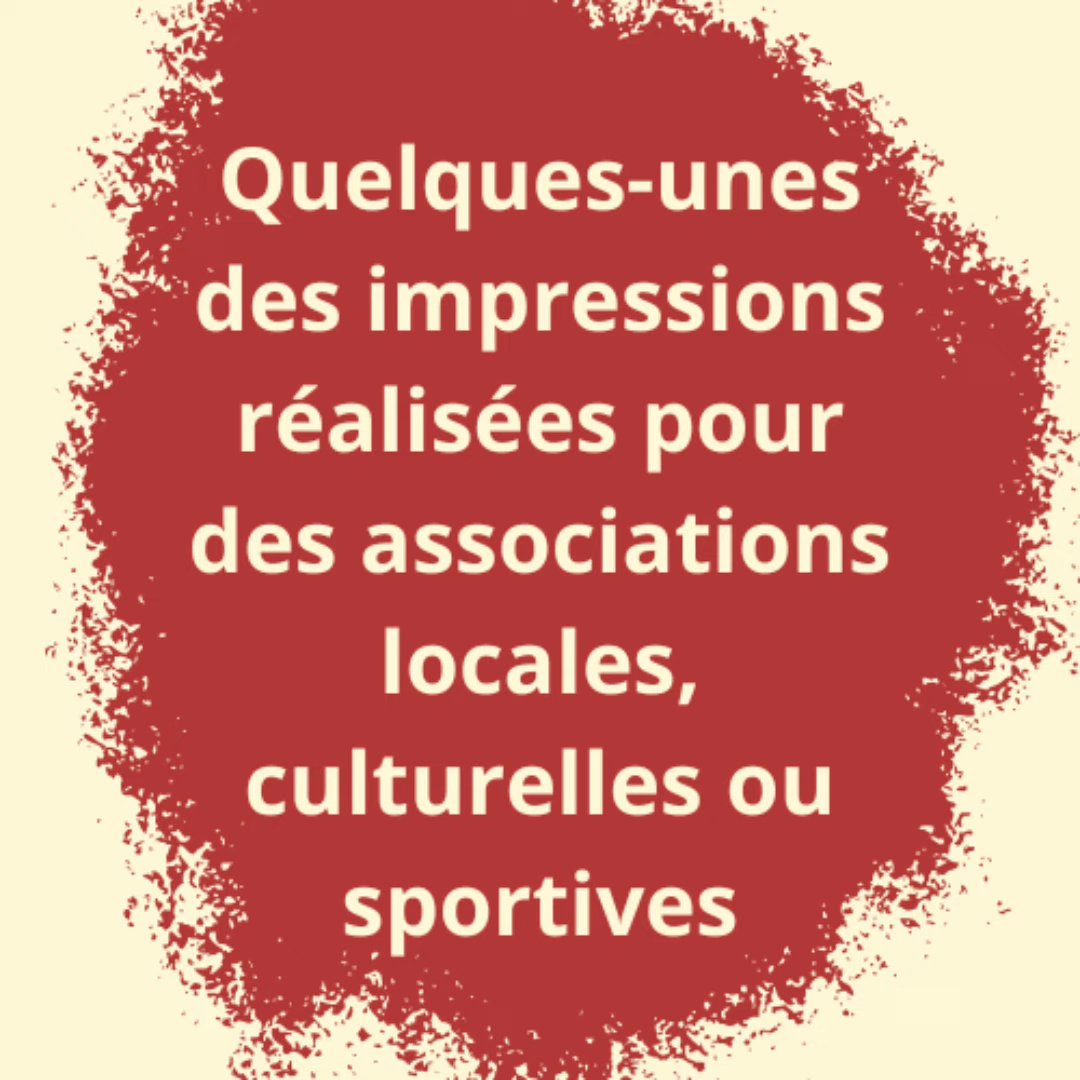 Quelques-unes
des impressions
réalisées pour
des associations
locales,
culturelles ou
sportives